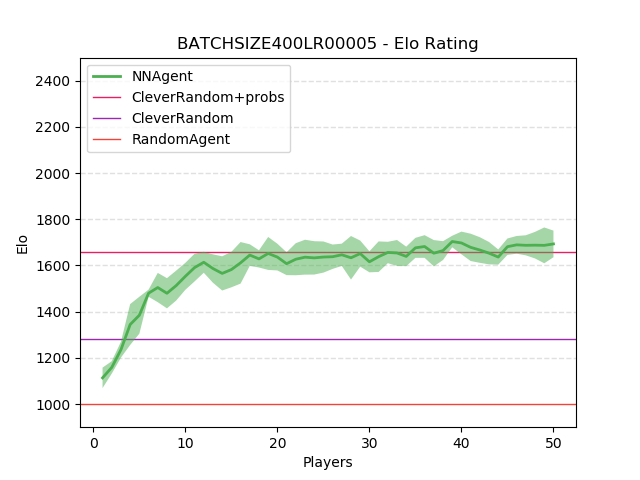 BATCHSIZE400LR00005 - Elo Rating
NNAgent
CleverRandom+probs
CleverRandom
RandomAgent
Elo
2400
2200
2000
1800
1600
1400
1200
1000
0 10 20 30 40 50
Players